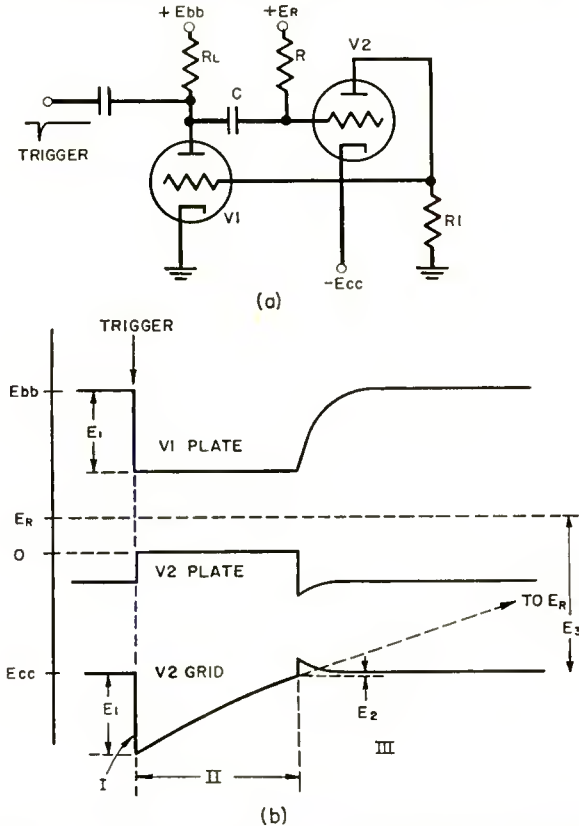 + Ebb
+ER
RL
R
V2
C
TRIGGER
V1
R1
-Ecc
(a)
TRIGGER
Ebb
E1
V1 PLATE
ER
0
V2 PLATE
TO ER
E3
Ecc
V2 GRID
E1
E2
I
II
III
(b)